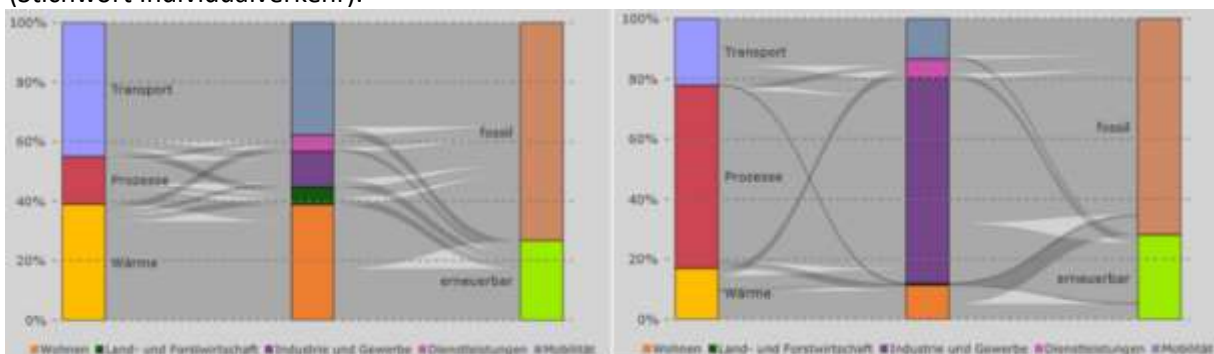 (Stichwort Individualverkehr).
100%
80%
60%
40%
20%
0%
Transport
Prozesse
Wärme
fossil
erneuerbar
Wohnen Land- und Forstwirtschaft Industrie und Gewerbe Dienstleistungen Mobilität
100%
80%
60%
40%
20%
0%
Transport
Prozesse
Wärme
fossil
erneuerbar
Wohnen Land- und Forstwirtschaft Industrie und Gewerbe Dienstleistungen Mobilität